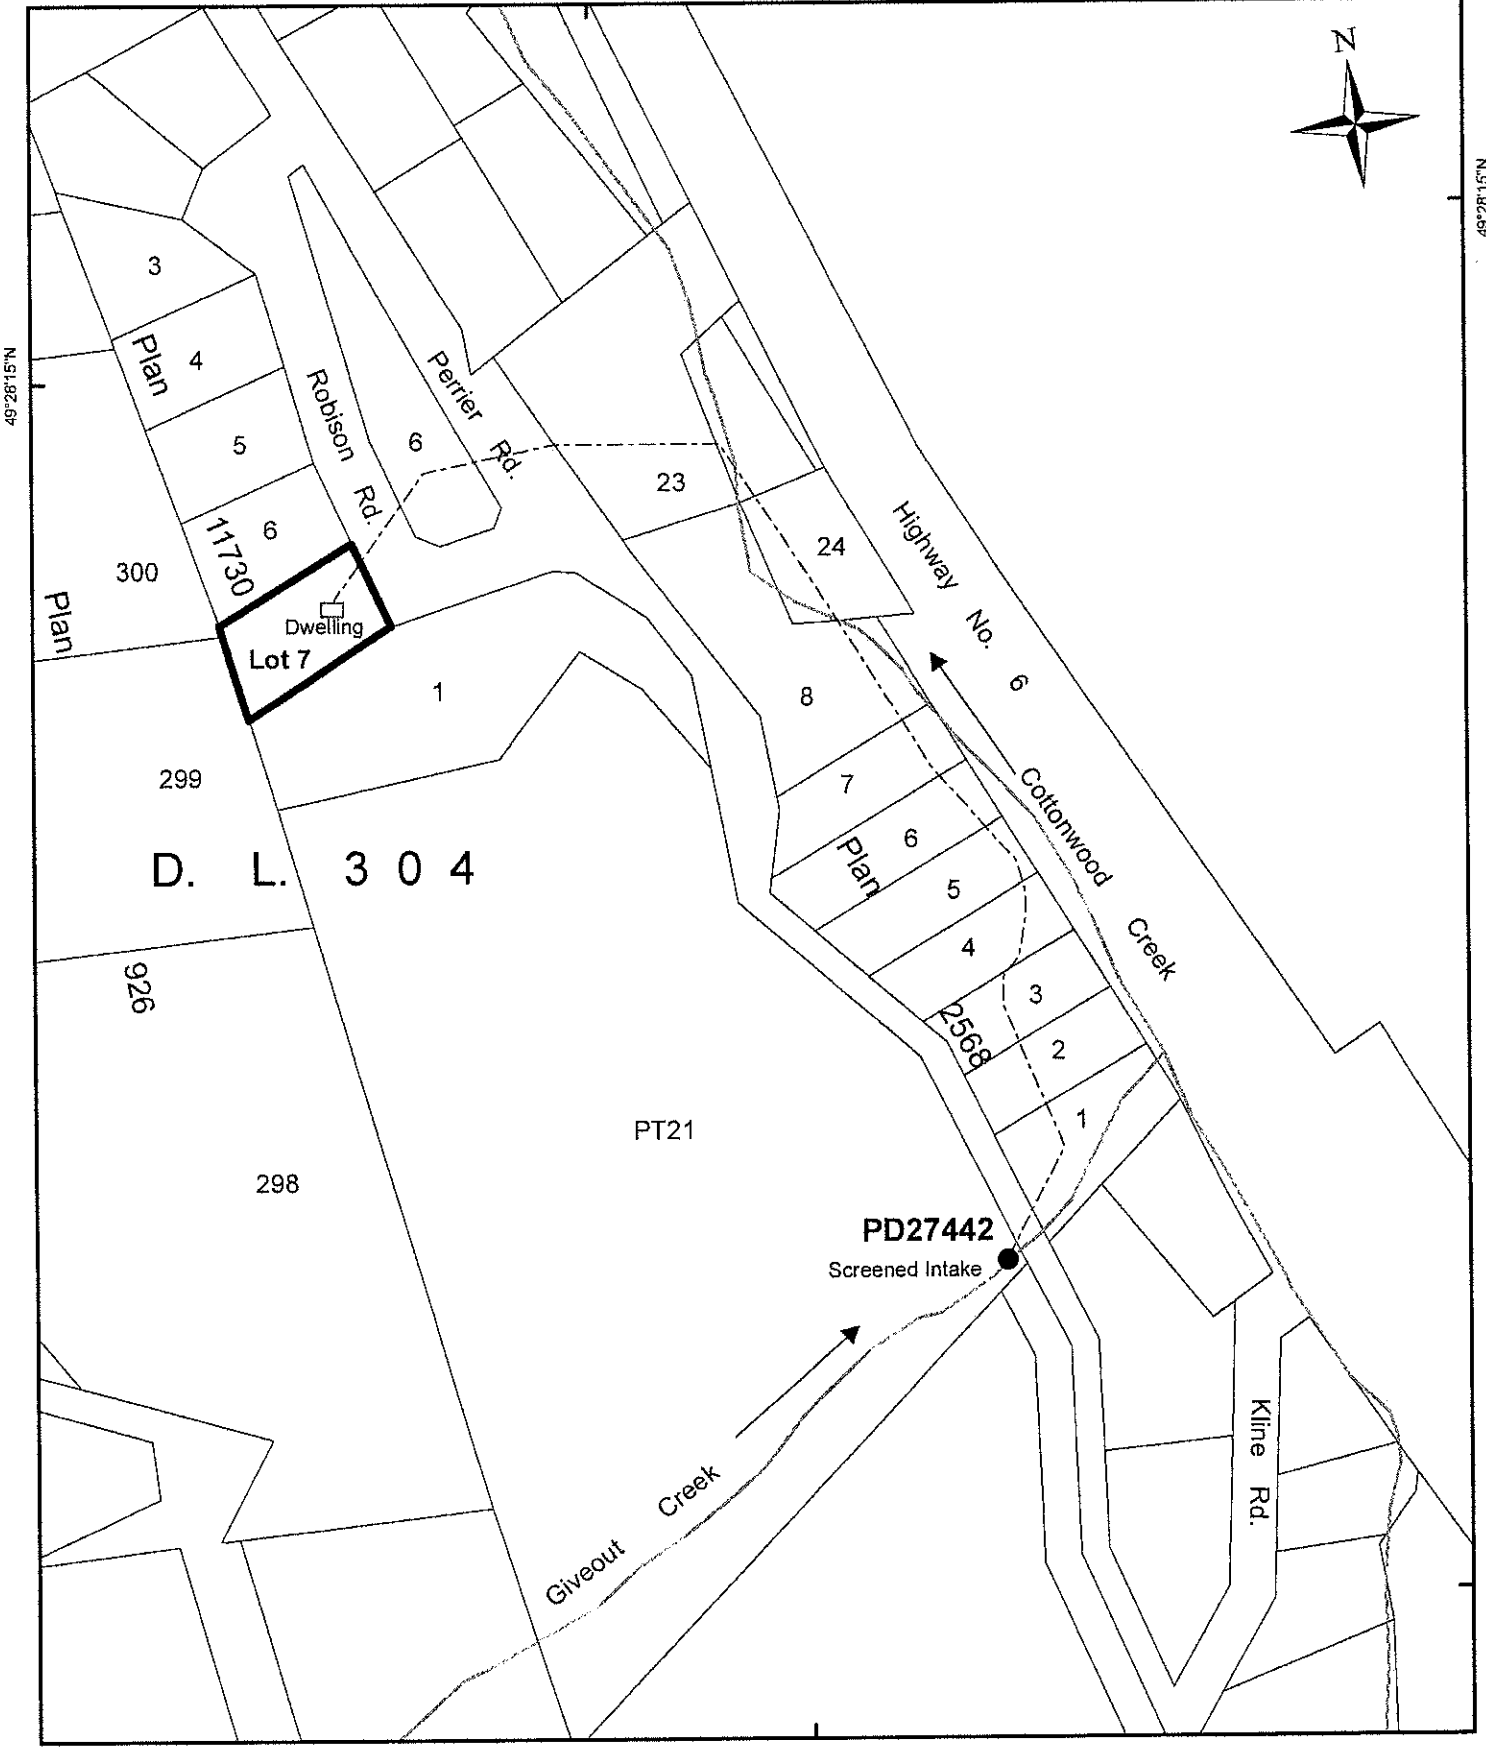 N
49°28'15"N
49°28'15"N
3
Plan
4
Robison Rd.
Perrier Rd.
5
6
23
6
11730
24
Highway No. 6
300
Plan
Dwelling
Lot 7
1
8
299
7
Cottonwood Creek
D. L. 304
6
Plan
5
4
926
3
2568
2
1
PT21
298
PD27442
Screened Intake
Kline Rd.
Giveout Creek